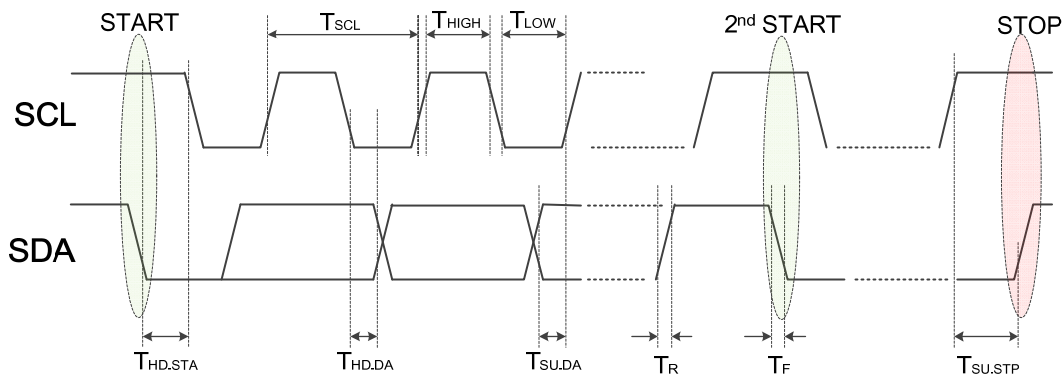 START
TSCL
THIGH
TLOW
2nd START
STOP
SCL
SDA
THD.STA
THD.DA
TSU.DA
TR
TF
TSU.STP